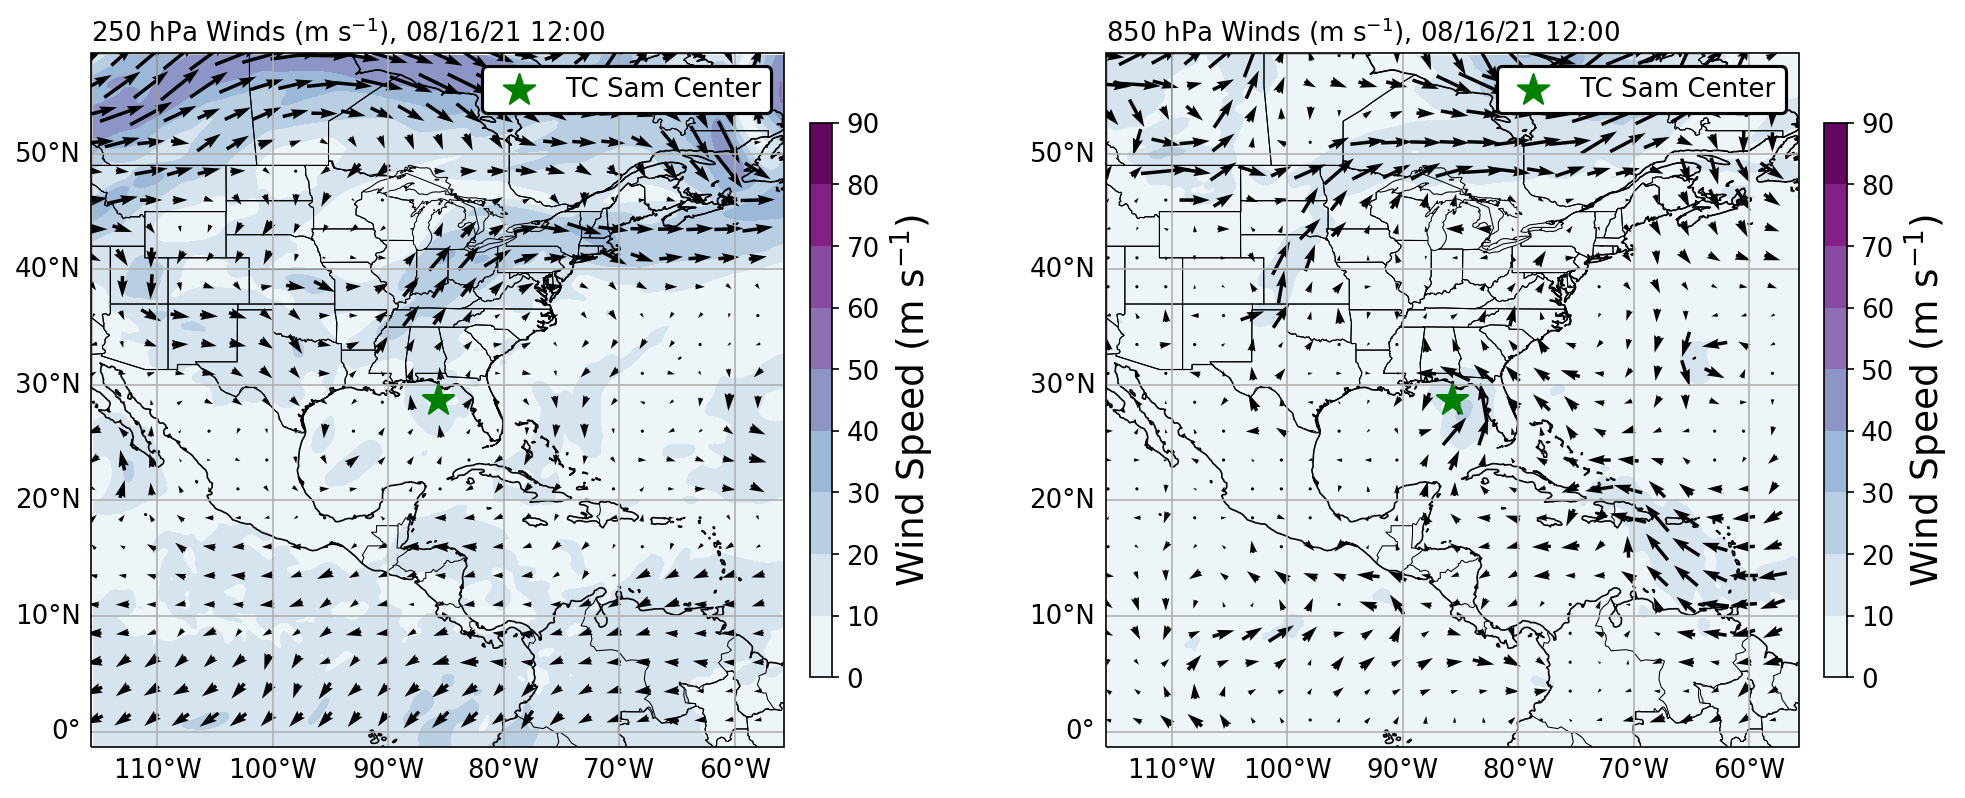 250 hPa Winds (m s⁻¹), 08/16/21 12:00
TC Sam Center
50°N
40°N
30°N
20°N
10°N
0°
110°W 100°W 90°W 80°W 70°W 60°W
90
80
70
60
50
40
30
20
10
0
Wind Speed (m s⁻¹)
850 hPa Winds (m s⁻¹), 08/16/21 12:00
TC Sam Center
50°N
40°N
30°N
20°N
10°N
0°
110°W 100°W 90°W 80°W 70°W 60°W
90
80
70
60
50
40
30
20
10
0
Wind Speed (m s⁻¹)